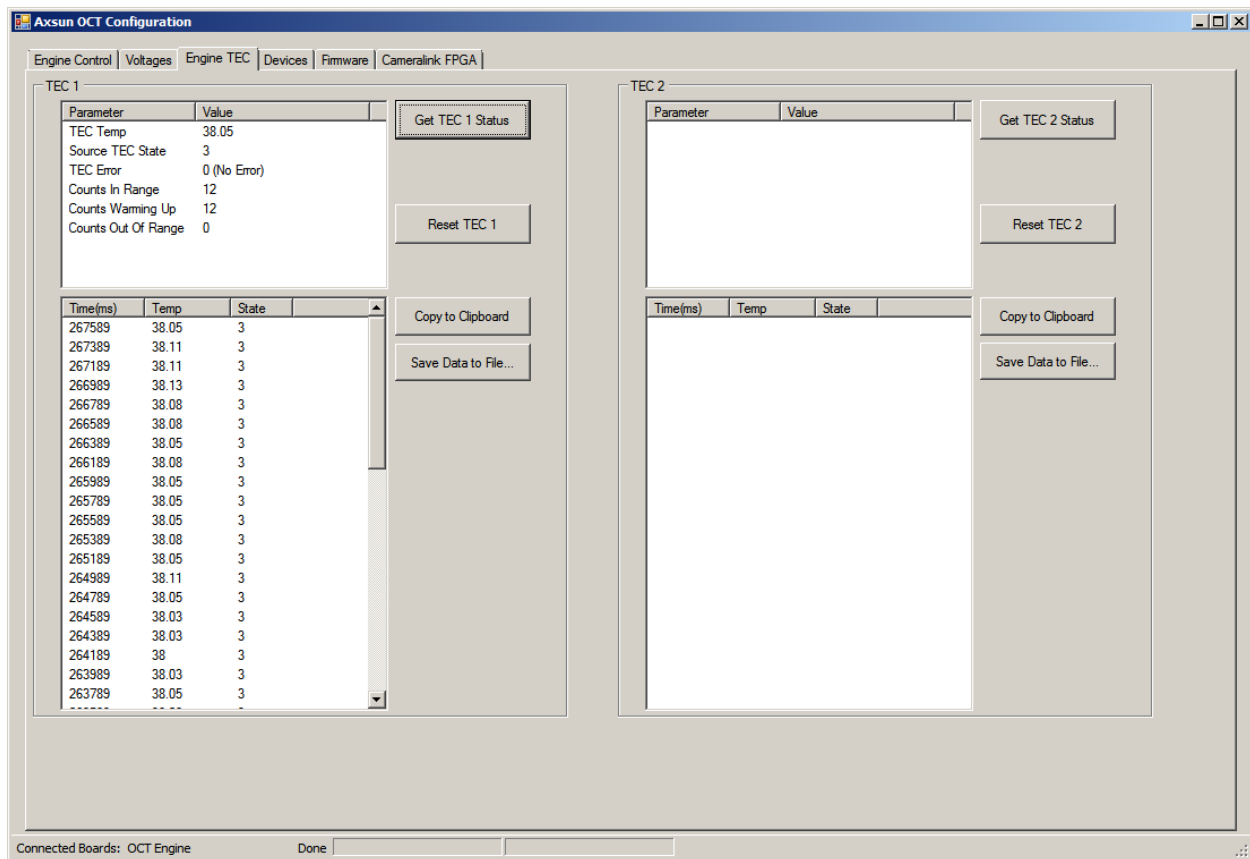 Axsun OCT Configuration
Engine Control Voltages Engine TEC Devices Firmware Cameralink FPGA
TEC 1
Parameter Value
TEC Temp 38.05
Source TEC State 3
TEC Error 0 (No Error)
Counts In Range 12
Counts Warming Up 12
Counts Out Of Range 0
Get TEC 1 Status
Reset TEC 1
Time(ms) Temp State
267589 38.05 3
267389 38.11 3
267189 38.11 3
266989 38.13 3
266789 38.08 3
266589 38.08 3
266389 38.05 3
266189 38.08 3
265989 38.05 3
265789 38.05 3
265589 38.05 3
265389 38.08 3
265189 38.05 3
264989 38.11 3
264789 38.05 3
264589 38.03 3
264389 38.03 3
264189 38 3
263989 38.03 3
263789 38.05 3
Copy to Clipboard
Save Data to File...
TEC 2
Parameter Value
Get TEC 2 Status
Reset TEC 2
Time(ms) Temp State
Copy to Clipboard
Save Data to File...
Connected Boards: OCT Engine Done